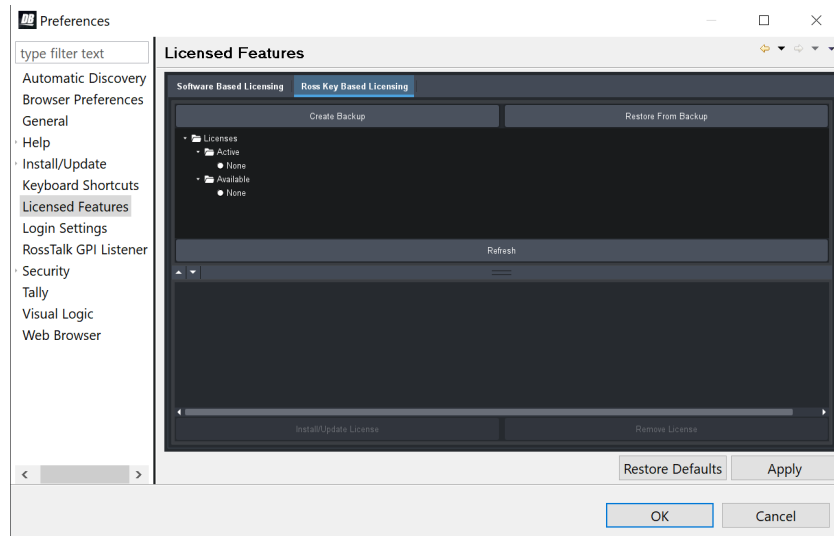 DB Preferences
type filter text
Automatic Discovery
Browser Preferences
General
Help
Install/Update
Keyboard Shortcuts
Licensed Features
Login Settings
RossTalk GPI Listener
Security
Tally
Visual Logic
Web Browser
Licensed Features
Software Based Licensing Ross Key Based Licensing
Create Backup Restore From Backup
Licenses
Active
None
Available
None
Refresh
Install/Update License Remove License
Restore Defaults Apply
OK Cancel